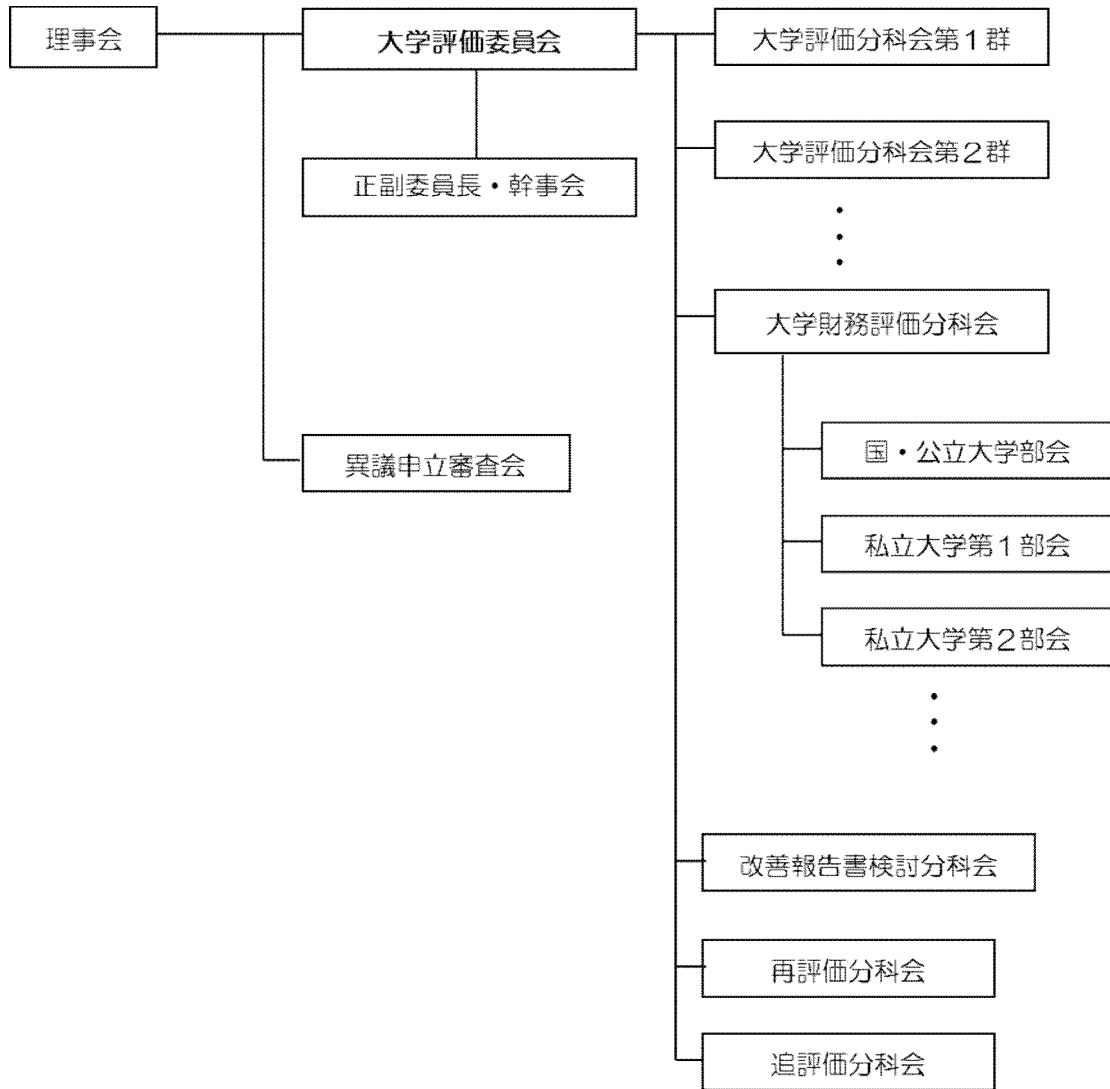 理事会
大学評価委員会
正副委員長・幹事会
異議申立審査会
大学評価分科会第１群
大学評価分科会第２群
・
・
・
大学財務評価分科会
国・公立大学部会
私立大学第１部会
私立大学第２部会
・
・
・
改善報告書検討分科会
再評価分科会
追評価分科会